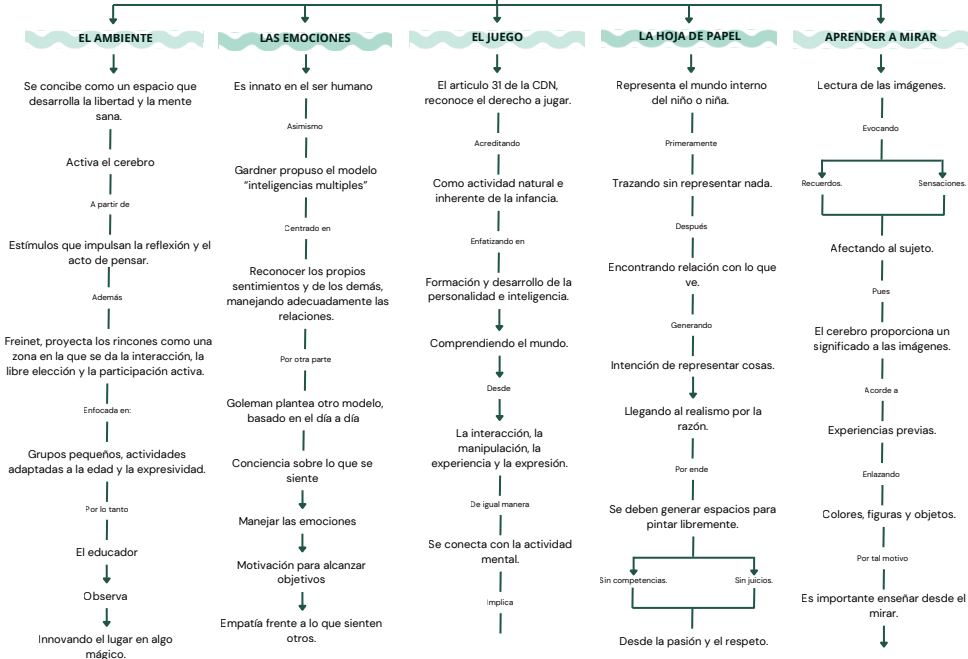 EL AMBIENTE
Se concibe como un espacio que
desarrolla la libertad y la mente
sana.
Activa el cerebro
A partir de
Estímulos que impulsan la reflexión y el
acto de pensar.
Además
Freinet, proyecta los rincones como una
zona en la que se da la interacción, la
libre elección y la participación activa.
Enfocada en:
Grupos pequeños, actividades
adaptadas a la edad y la expresividad.
Por lo tanto
El educador
Observa
Innovando el lugar en algo
mágico.
LAS EMOCIONES
Es innato en el ser humano
Asimismo
Gardner propuso el modelo
“inteligencias multiples”
Centrado en
Reconocer los propios
sentimientos y de los demás,
manejando adecuadamente las
relaciones.
Por otra parte
Goleman plantea otro modelo,
basado en el día a día
Conciencia sobre lo que se
siente
Manejar las emociones
Motivación para alcanzar
objetivos
Empatía frente a lo que sienten
otros.
EL JUEGO
El articulo 31 de la CDN,
reconoce el derecho a jugar.
Acreditando
Como actividad natural e
inherente de la infancia.
Enfatizando en
Formación y desarrollo de la
personalidad e inteligencia.
Comprendiendo el mundo.
Desde
La interacción, la
manipulación, la
experiencia y la expresión.
De igual manera
Se conecta con la actividad
mental.
Implica
LA HOJA DE PAPEL
Representa el mundo interno
del niño o niña.
Primeramente
Trazando sin representar nada.
Después
Encontrando relación con lo que
ve.
Generando
Intención de representar cosas.
Llegando al realismo por la
razón.
Por ende
Se deben generar espacios para
pintar libremente.
Sin competencias.
Sin juicios.
Desde la pasión y el respeto.
APRENDER A MIRAR
Lectura de las imágenes.
Evocando
Recuerdos.
Sensaciones.
Afectando al sujeto.
Pues
El cerebro proporciona un
significado a las imágenes.
Acorde a
Experiencias previas.
Enlazando
Colores, figuras y objetos.
Por tal motivo
Es importante enseñar desde el
mirar.